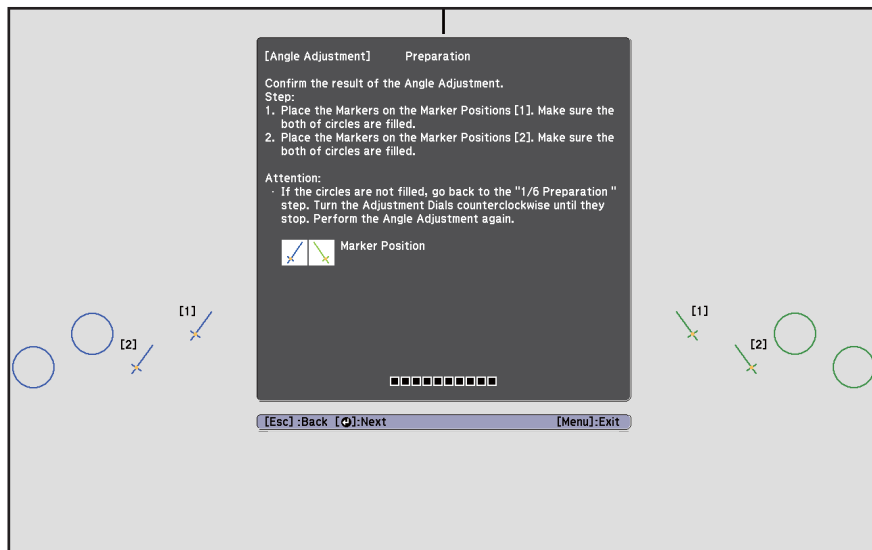 [Angle Adjustment] Preparation
Confirm the result of the Angle Adjustment.
Step:
1. Place the Markers on the Marker Positions [1]. Make sure the
both of circles are filled.
2. Place the Markers on the Marker Positions [2]. Make sure the
both of circles are filled.
Attention:
· If the circles are not filled, go back to the "1/6 Preparation "
step. Turn the Adjustment Dials counterclockwise until they
stop. Perform the Angle Adjustment again.
Marker Position
[1]
[2]
[1]
[2]
[Esc] :Back [↵]:Next [Menu]:Exit